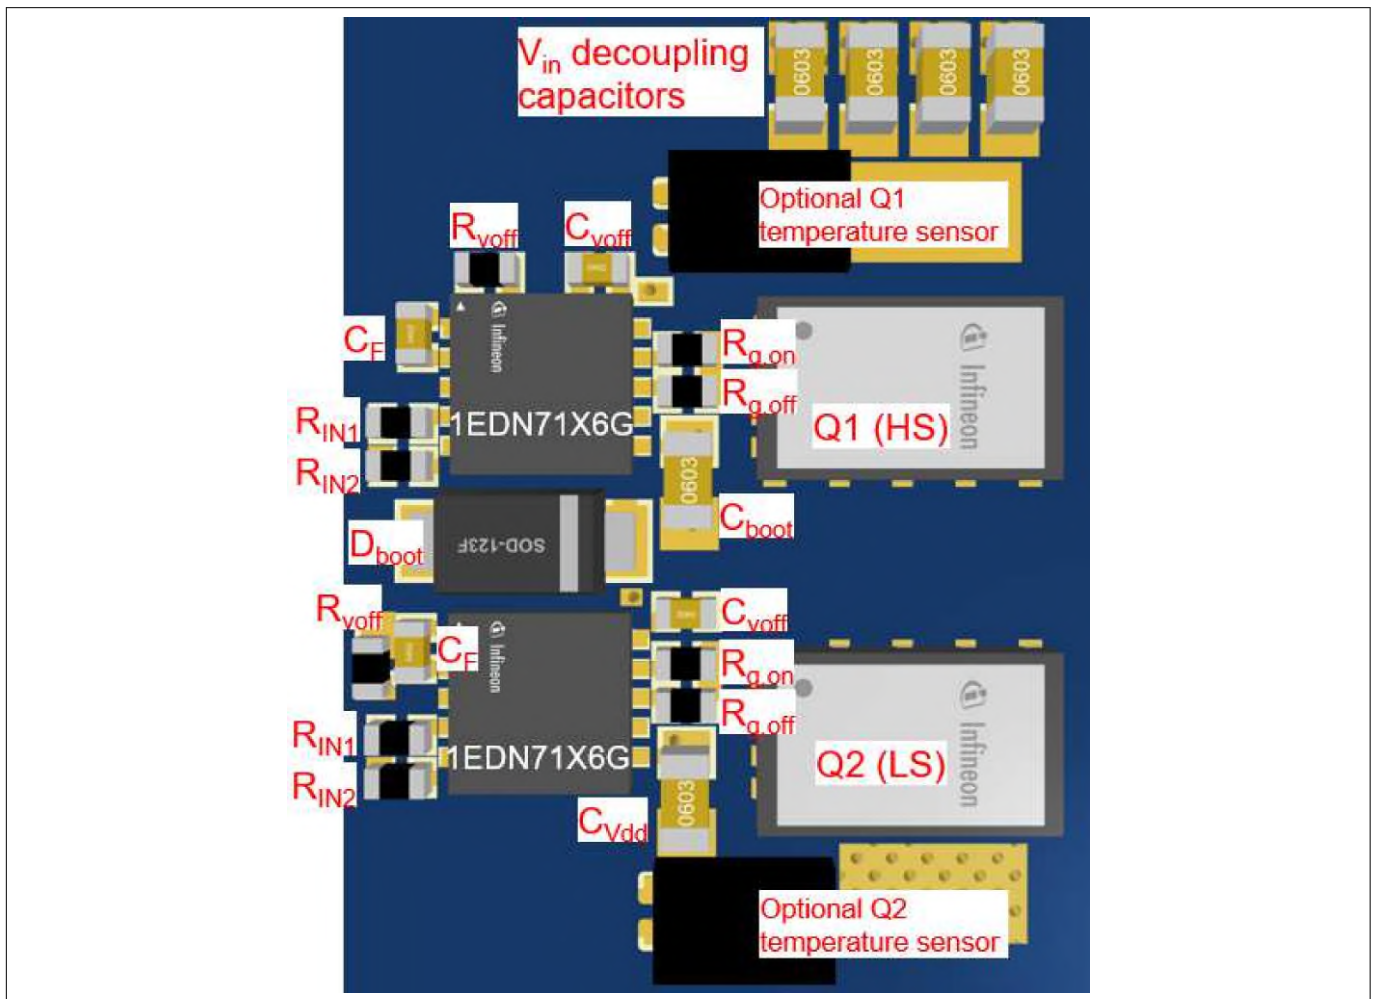 Vin decoupling
capacitors
0603
0603
0603
0603
Optional Q1
temperature sensor
Rvoff
Cvoff
CF
Infineon
1EDN71X6G
Rg.on
Rg.off
Q1 (HS)
Infineon
RIN1
RIN2
0603
Cboot
Dboot
SOD-123F
Rvoff
CF
Infineon
1EDN71X6G
Cvoff
Rg.on
Rg.off
Q2 (LS)
Infineon
RIN1
RIN2
0603
CVdd
Optional Q2
temperature sensor